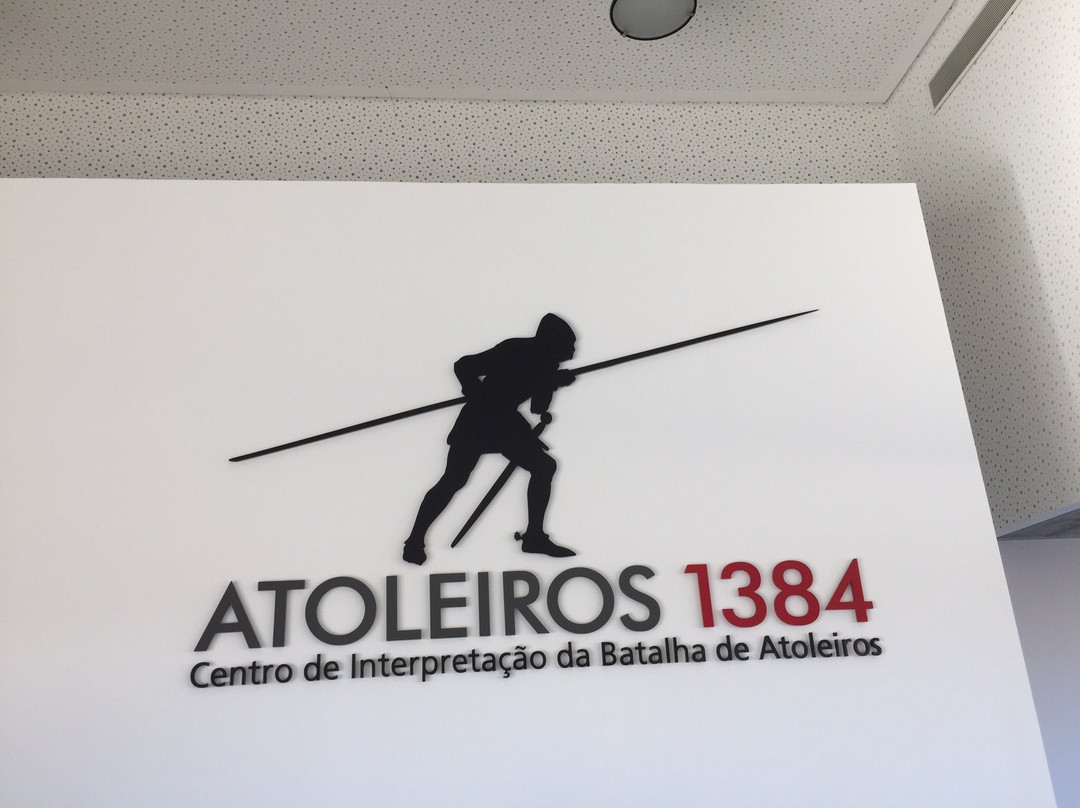 ATOLEIROS 1384
Centro de Interpretação da Batalha de Atoleiros